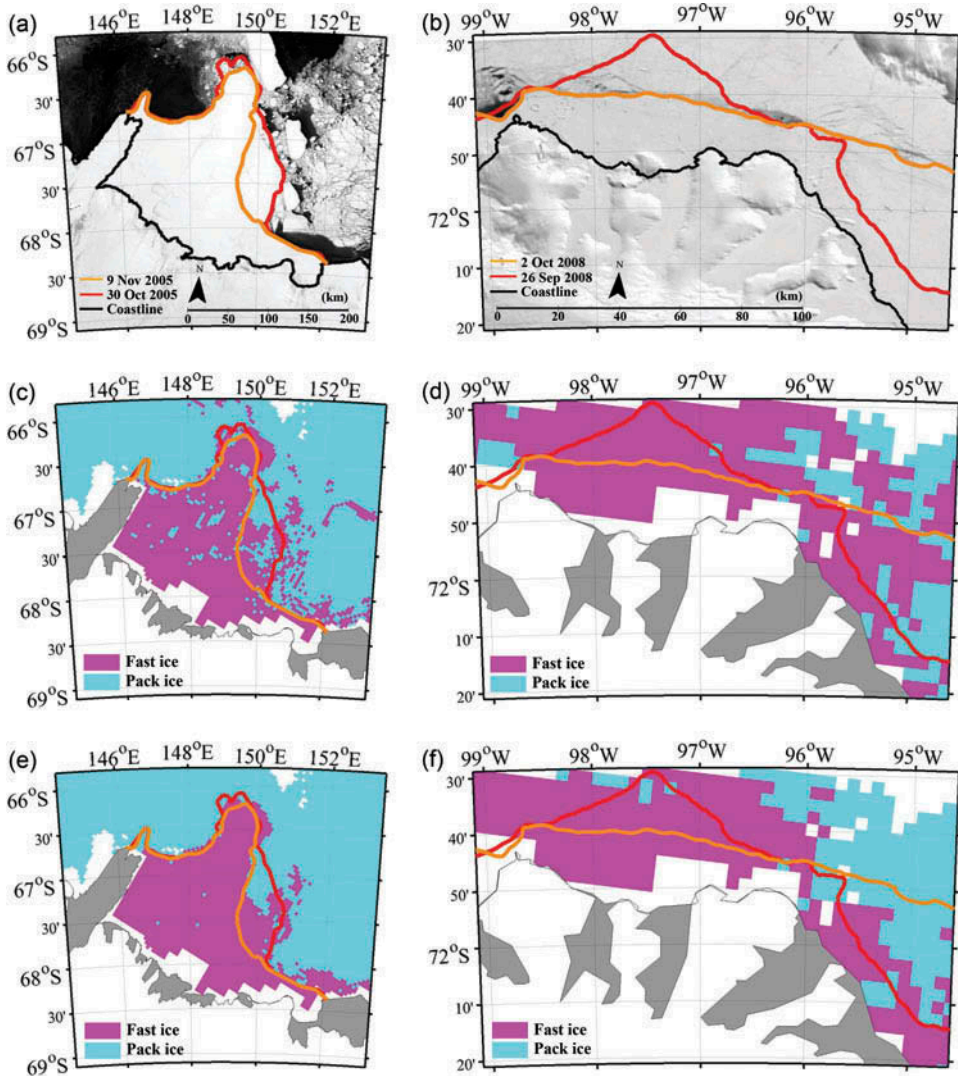 (a)
146°E 148°E 150°E 152°E
66°S
30'
67°S
30'
68°S
69°S
9 Nov 2005
30 Oct 2005
Coastline
N
(km)
0 50 100 150 200
(b)
99°W 98°W 97°W 96°W 95°W
30'
40'
50'
72°S
10'
20'
2 Oct 2008
26 Sep 2008
Coastline
N
(km)
0 20 40 60 80 100
(c)
146°E 148°E 150°E 152°E
66°S
30'
67°S
30'
68°S
69°S
Fast ice
Pack ice
(d)
99°W 98°W 97°W 96°W 95°W
30'
40'
50'
72°S
10'
20'
Fast ice
Pack ice
(e)
146°E 148°E 150°E 152°E
66°S
30'
67°S
30'
68°S
69°S
Fast ice
Pack ice
(f)
99°W 98°W 97°W 96°W 95°W
30'
40'
50'
72°S
10'
20'
Fast ice
Pack ice